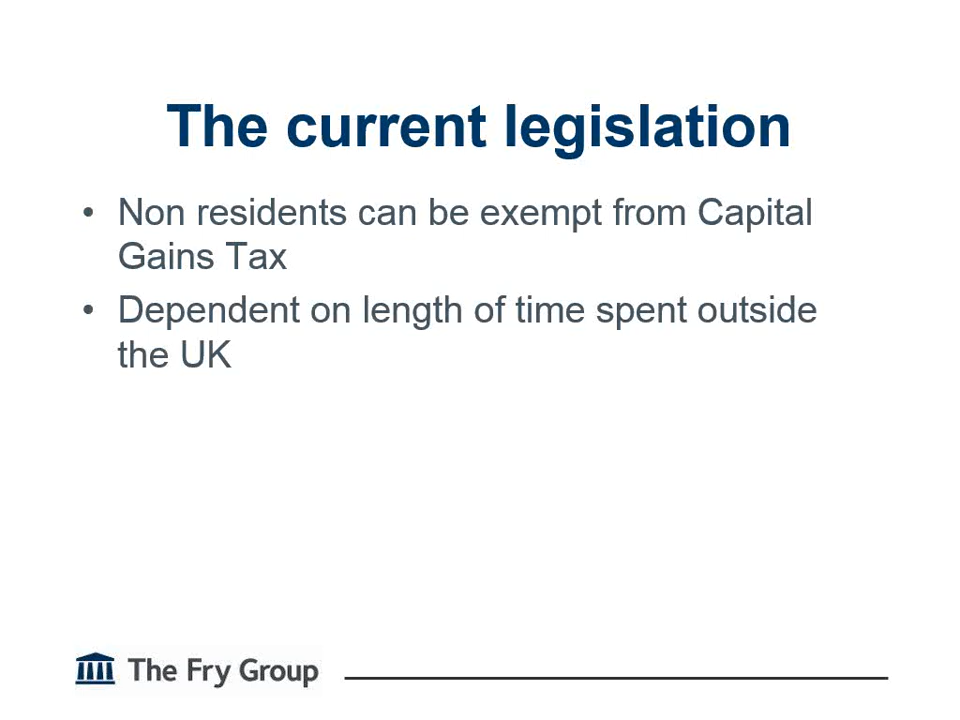 The current legislation
• Non residents can be exempt from Capital
Gains Tax
• Dependent on length of time spent outside
the UK
The Fry Group